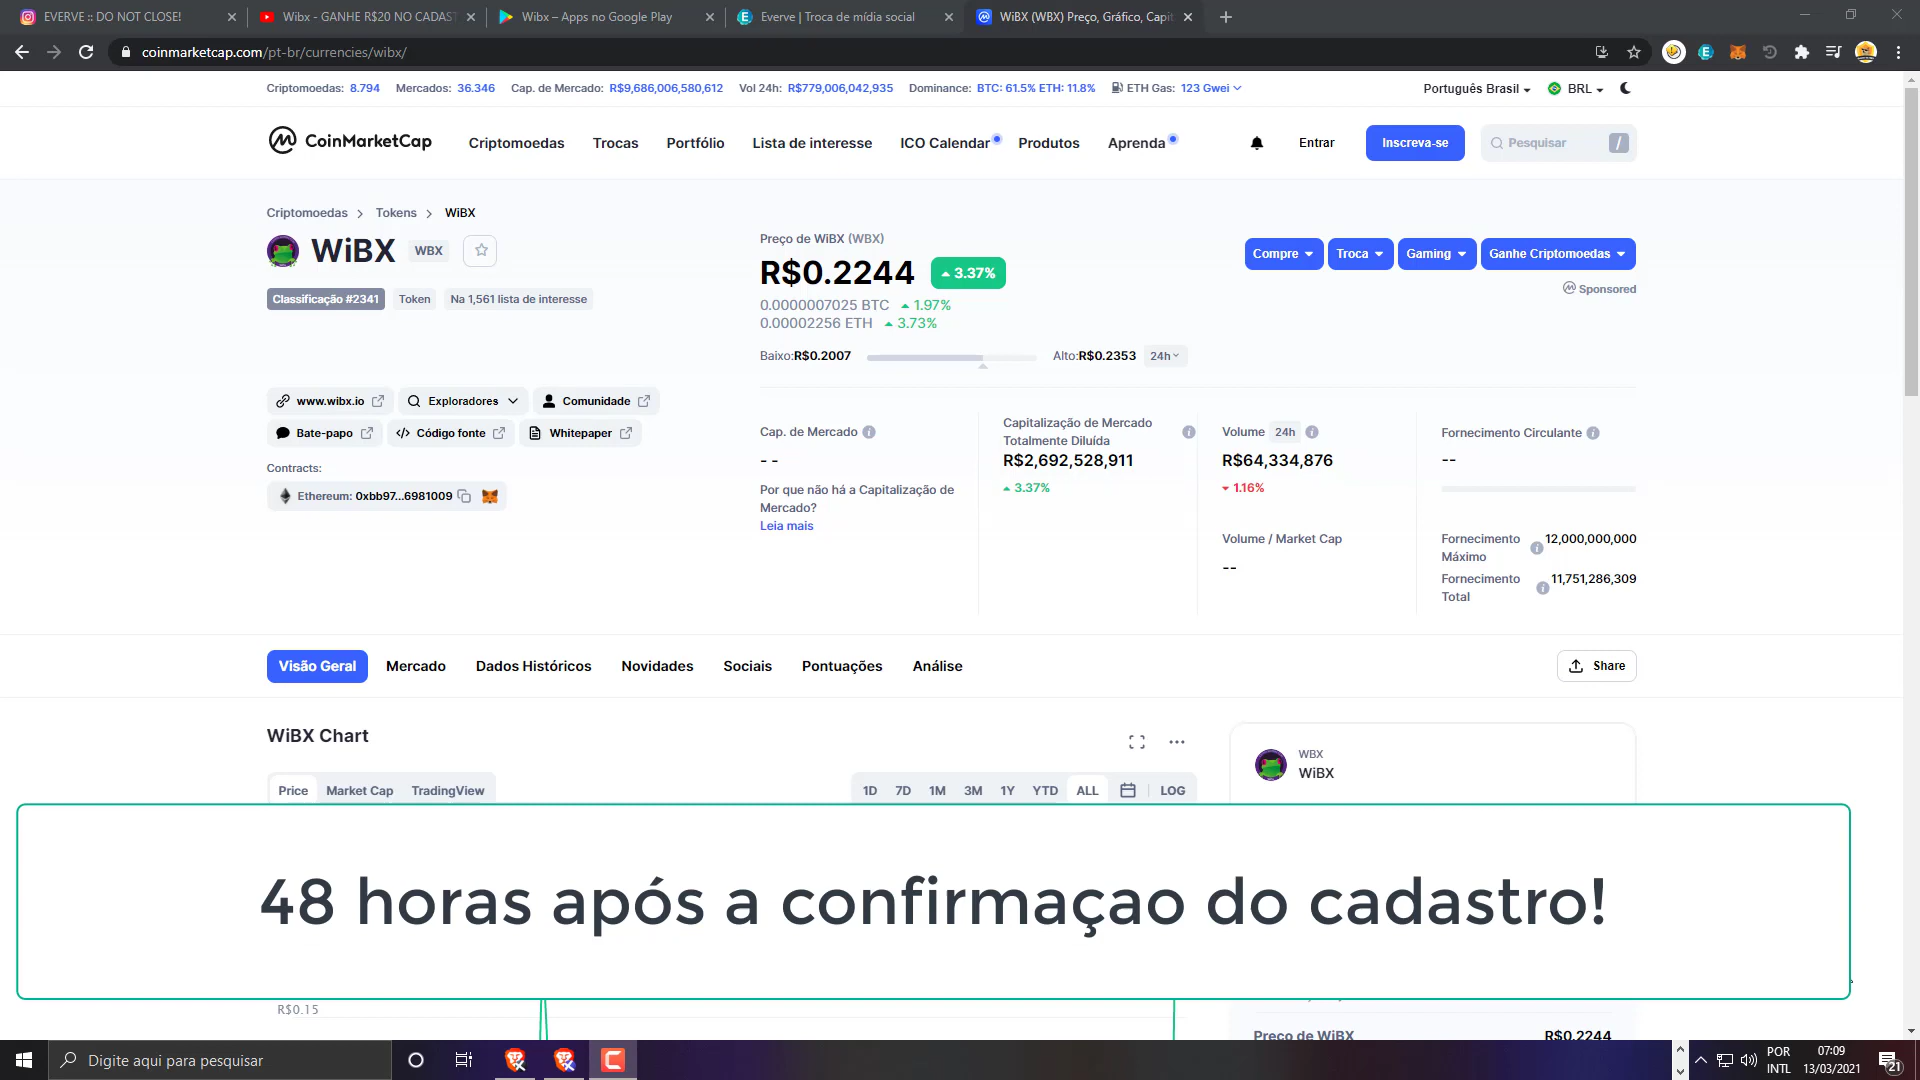 EVERVE :: DO NOT CLOSE!
Wibx - GANHE R$20 NO CADAST
Wibx – Apps no Google Play
Everve | Troca de mídia social
WiBX (WBX) Preço, Gráfico, Capit
coinmarketcap.com/pt-br/currencies/wibx/
Criptomoedas: 8.794 Mercados: 36.346 Cap. de Mercado: R$9,686,006,580,612 Vol 24h: R$779,006,042,935 Dominance: BTC: 61.5% ETH: 11.8% ETH Gas: 123 Gwei
Português Brasil BRL
CoinMarketCap Criptomoedas Trocas Portfólio Lista de interesse ICO Calendar Produtos Aprenda Entrar Inscreva-se Pesquisar /
Criptomoedas > Tokens > WiBX
WiBX WBX
Classificação #2341 Token Na 1,561 lista de interesse
Preço de WiBX (WBX)
R$0.2244 3.37%
0.0000007025 BTC 1.97%
0.00002256 ETH 3.73%
Baixo:R$0.2007 Alto:R$0.2353 24h
Compre Troca Gaming Ganhe Criptomoedas
Sponsored
www.wibx.io Exploradores Comunidade
Bate-papo Código fonte Whitepaper
Contracts:
Ethereum: 0xbb97...6981009
Cap. de Mercado
- -
Por que não há a Capitalização de
Mercado?
Leia mais
Capitalização de Mercado
Totalmente Diluída
R$2,692,528,911
3.37%
Volume 24h
R$64,334,876
1.16%
Volume / Market Cap
--
Fornecimento Circulante
--
Fornecimento
Máximo
12,000,000,000
Fornecimento
Total
11,751,286,309
Visão Geral Mercado Dados Históricos Novidades Sociais Pontuações Análise Share
WiBX Chart
Price Market Cap TradingView
1D 7D 1M 3M 1Y YTD ALL LOG
WBX
WiBX
48 horas após a confirmaçao do cadastro!
R$0.15
Preço de WiBX R$0.2244
Digite aqui para pesquisar
POR
INTL
07:09
13/03/2021
21